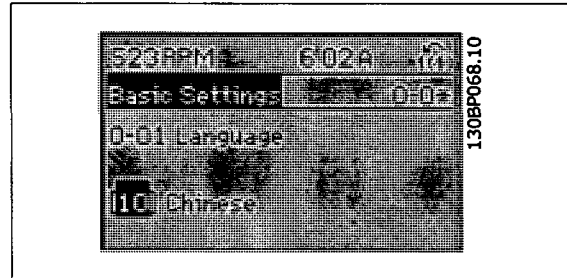 523RPM 6.02A
Basic Settings 0-0*
0-01 Language
[10] Chinese
130BP068.10